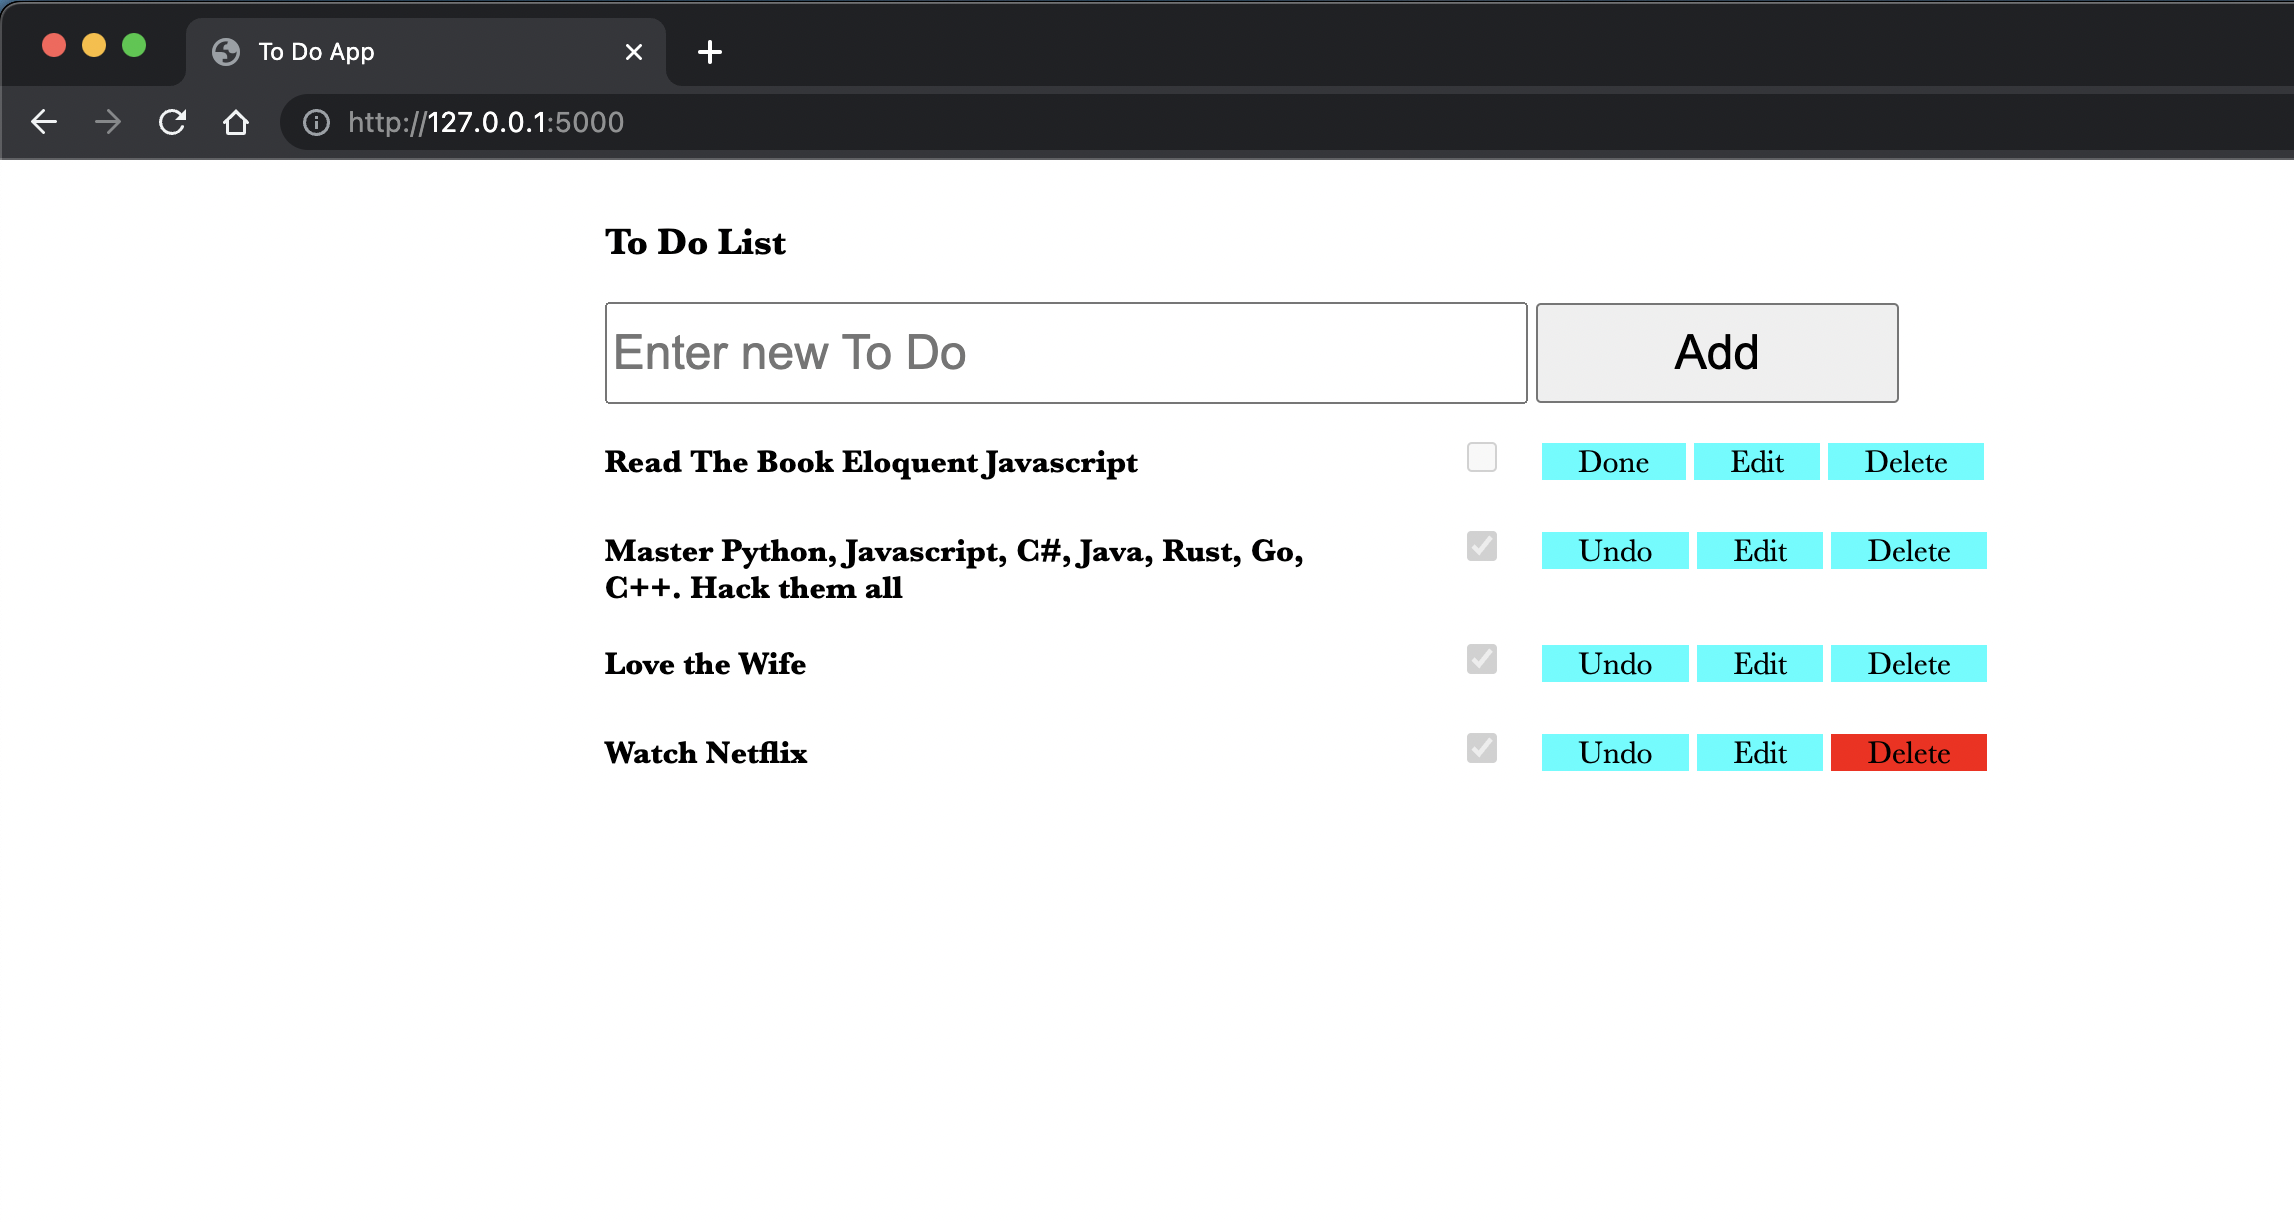 To Do App
http://127.0.0.1:5000
To Do List
Enter new To Do Add
Read The Book Eloquent Javascript Done Edit Delete
Master Python, Javascript, C#, Java, Rust, Go, Undo Edit Delete
C++. Hack them all
Love the Wife Undo Edit Delete
Watch Netflix Undo Edit Delete